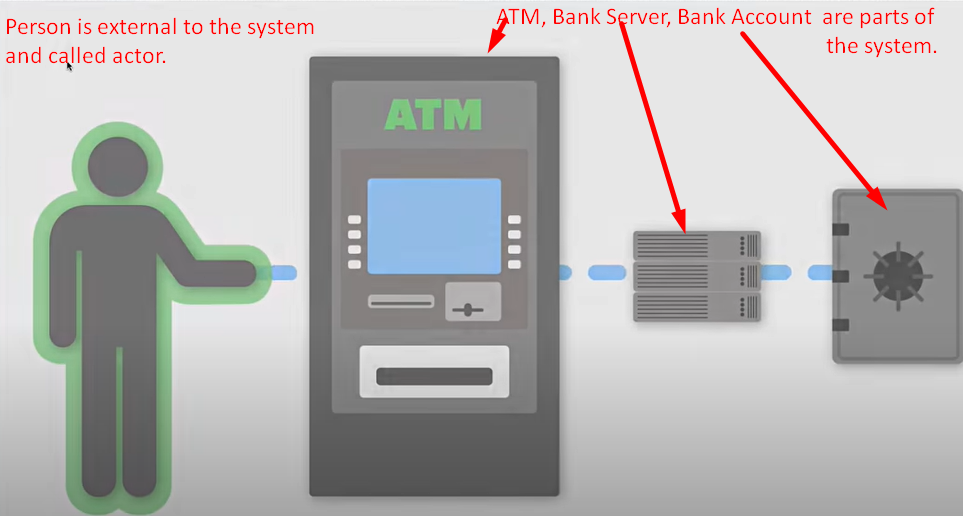 Person is external to the system
and called actor.
ATM, Bank Server, Bank Account are parts of
the system.
ATM